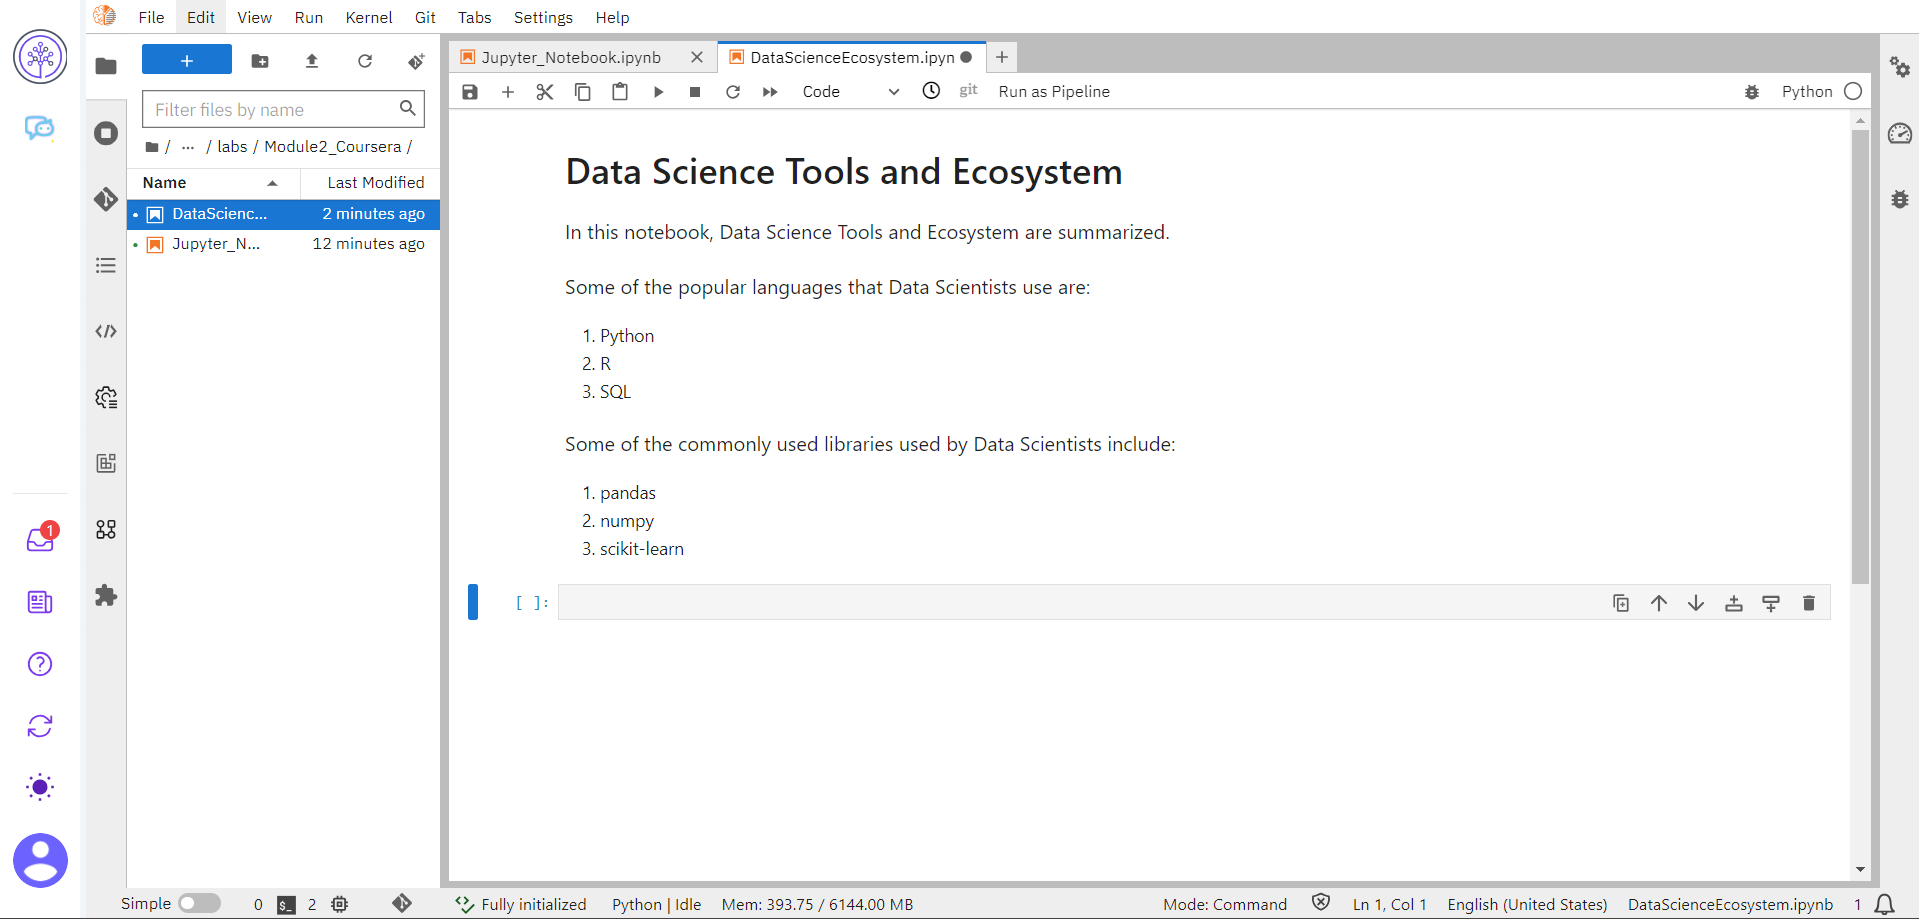 File Edit View Run Kernel Git Tabs Settings Help
+
Filter files by name
/ ... / labs / Module2_Coursera /
Name Last Modified
DataScienc... 2 minutes ago
Jupyter_N... 12 minutes ago
Jupyter_Notebook.ipynb
DataScienceEcosystem.ipyn
Code
git
Run as Pipeline
Python
Data Science Tools and Ecosystem
In this notebook, Data Science Tools and Ecosystem are summarized.
Some of the popular languages that Data Scientists use are:
1. Python
2. R
3. SQL
Some of the commonly used libraries used by Data Scientists include:
1. pandas
2. numpy
3. scikit-learn
[ ]:
1
Simple 0 $_ 2 Fully initialized Python | Idle Mem: 393.75 / 6144.00 MB Mode: Command Ln 1, Col 1 English (United States) DataScienceEcosystem.ipynb 1